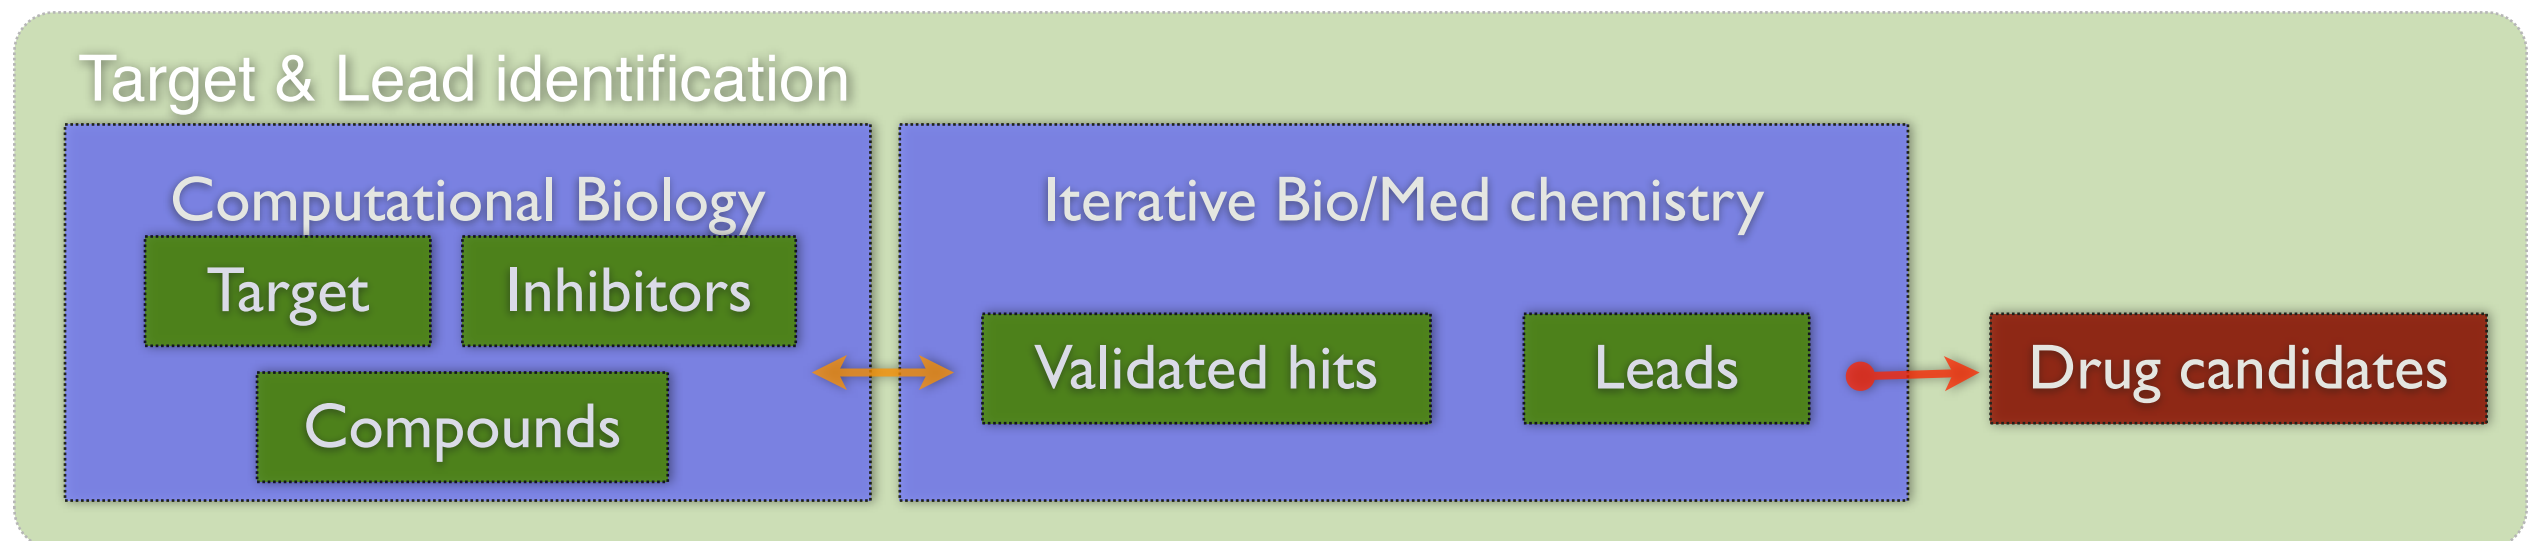 Target & Lead identification
Computational Biology
Target
Inhibitors
Compounds
Iterative Bio/Med chemistry
Validated hits
Leads
Drug candidates